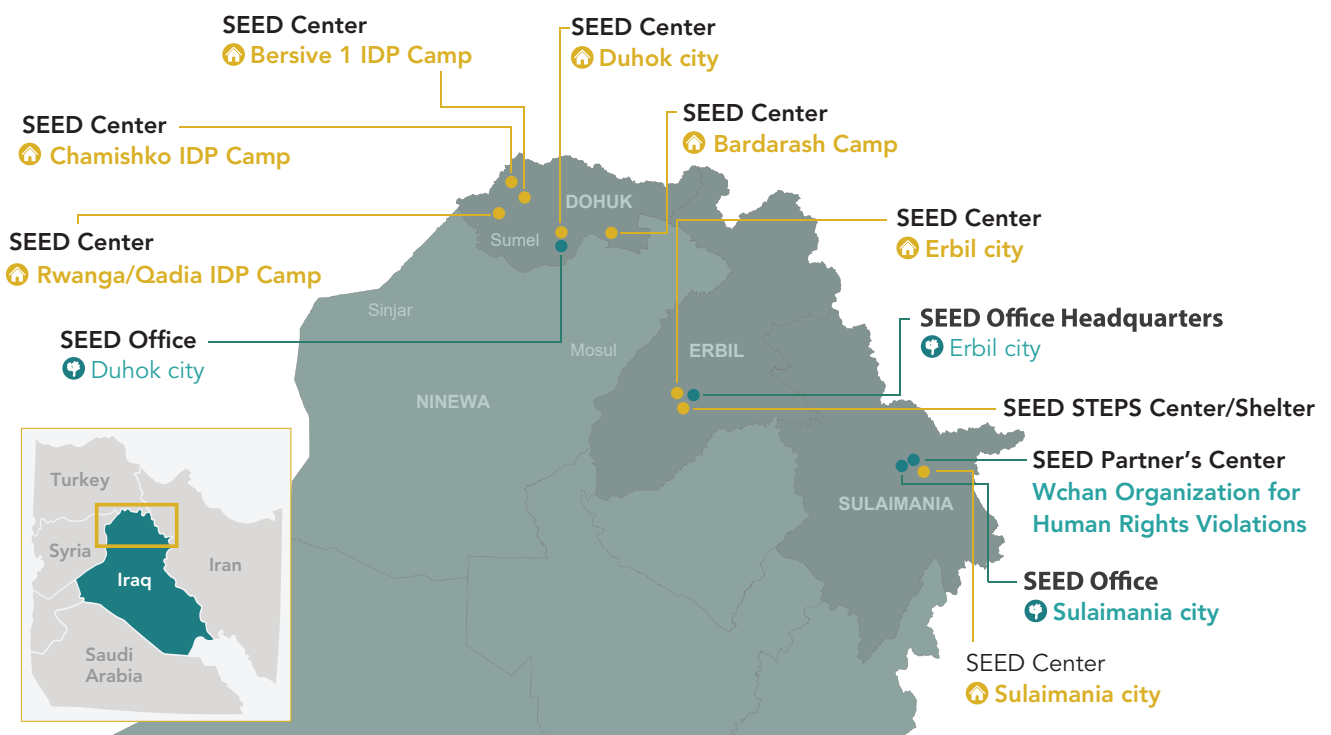 SEED Center
Bersive 1 IDP Camp
SEED Center
Duhok city
SEED Center
Chamishko IDP Camp
SEED Center
Bardarash Camp
DOHUK
SEED Center
Rwanga/Qadia IDP Camp
Sumel
SEED Center
Erbil city
Sinjar
SEED Office
Duhok city
Mosul
ERBIL
SEED Office Headquarters
Erbil city
NINEWA
SEED STEPS Center/Shelter
SULAIMANIA
SEED Partner’s Center
Wchan Organization for
Human Rights Violations
SEED Office
Sulaimania city
SEED Center
Sulaimania city
Turkey
Syria
Iraq
Iran
Saudi
Arabia